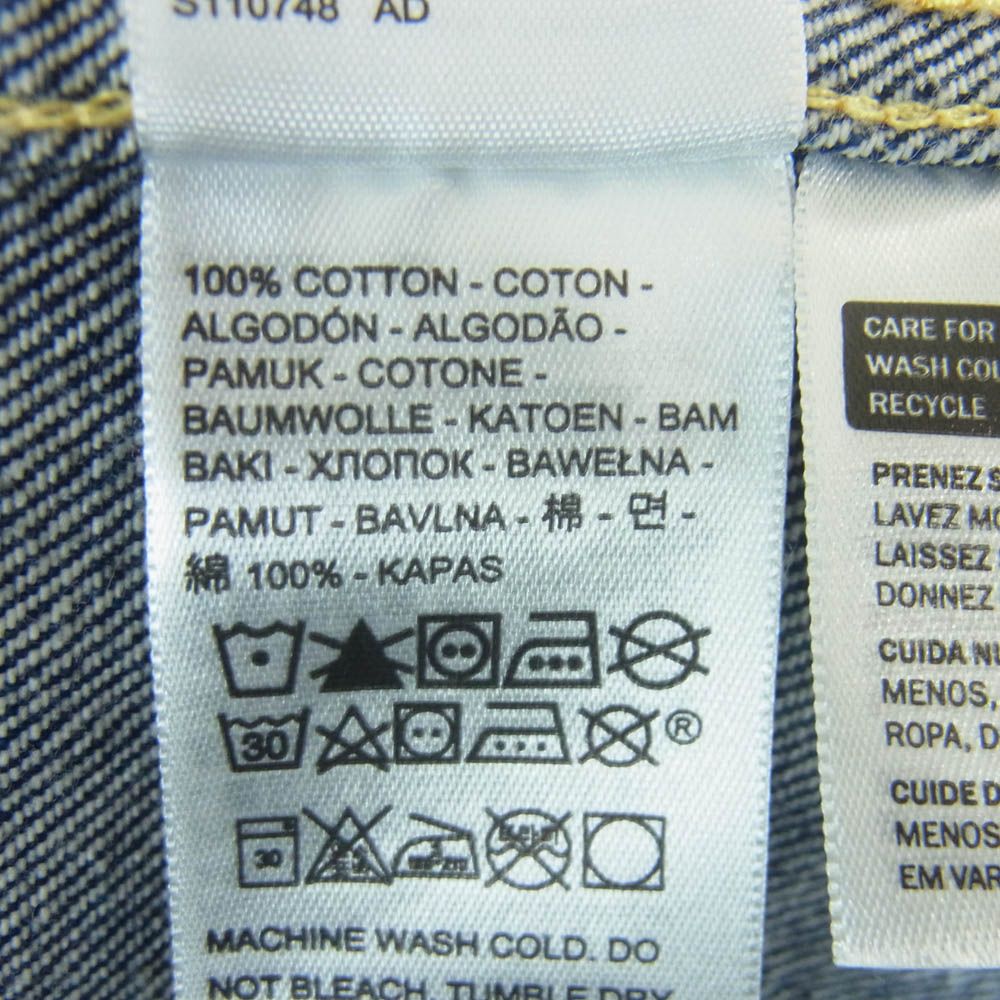 S110748 AD
100% COTTON - COTON -
ALGODÓN - ALGODÃO -
PAMUK - COTONE -
BAUMWOLLE - KATOEN - BAM
BAKI - ХЛОПОК - BAWEŁNA -
PAMUT - BAVLNA - 棉 - 면 -
綿 100% - KAPAS
30 ®
30
MACHINE WASH COLD. DO
NOT BLEACH. TUMBLE DRY
CARE FOR
WASH COL
RECYCLE
PRENEZ S
LAVEZ MO
LAISSEZ
DONNEZ
CUIDA NU
MENOS,
ROPA, D
CUIDE D
MENOS
EM VAR